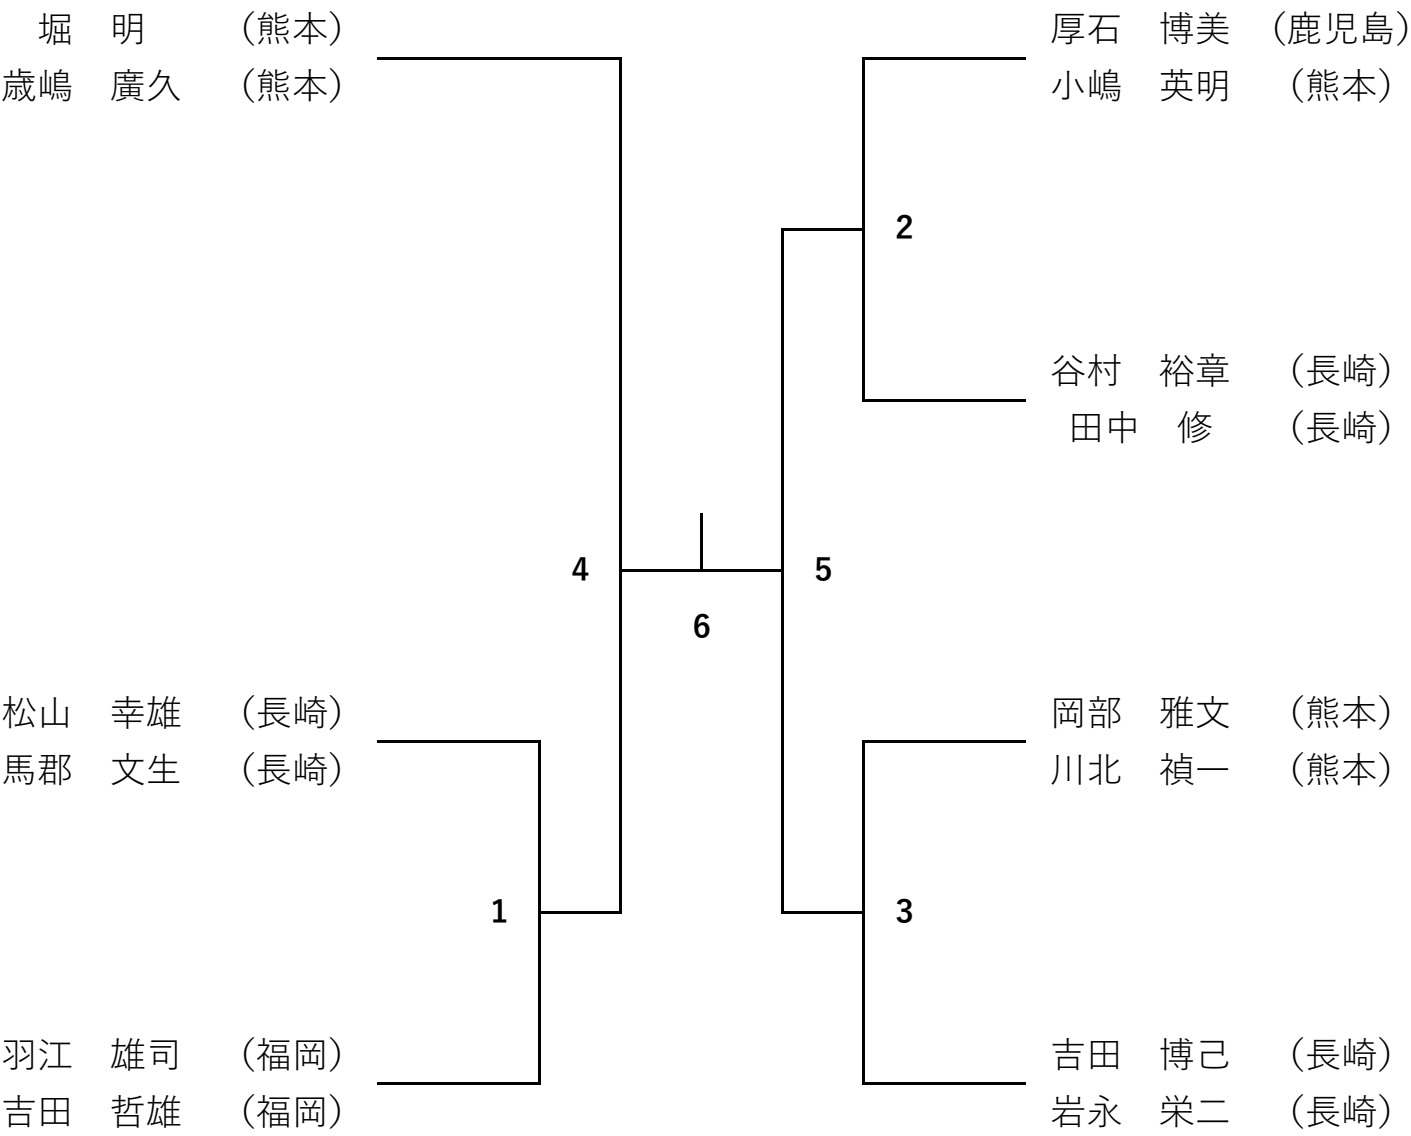 堀　明　（熊本）
歳嶋　廣久　（熊本）
厚石　博美　（鹿児島）
小嶋　英明　（熊本）
2
谷村　裕章　（長崎）
田中　修　（長崎）
4
5
6
松山　幸雄　（長崎）
馬郡　文生　（長崎）
岡部　雅文　（熊本）
川北　禎一　（熊本）
1
3
羽江　雄司　（福岡）
吉田　哲雄　（福岡）
吉田　博己　（長崎）
岩永　栄二　（長崎）